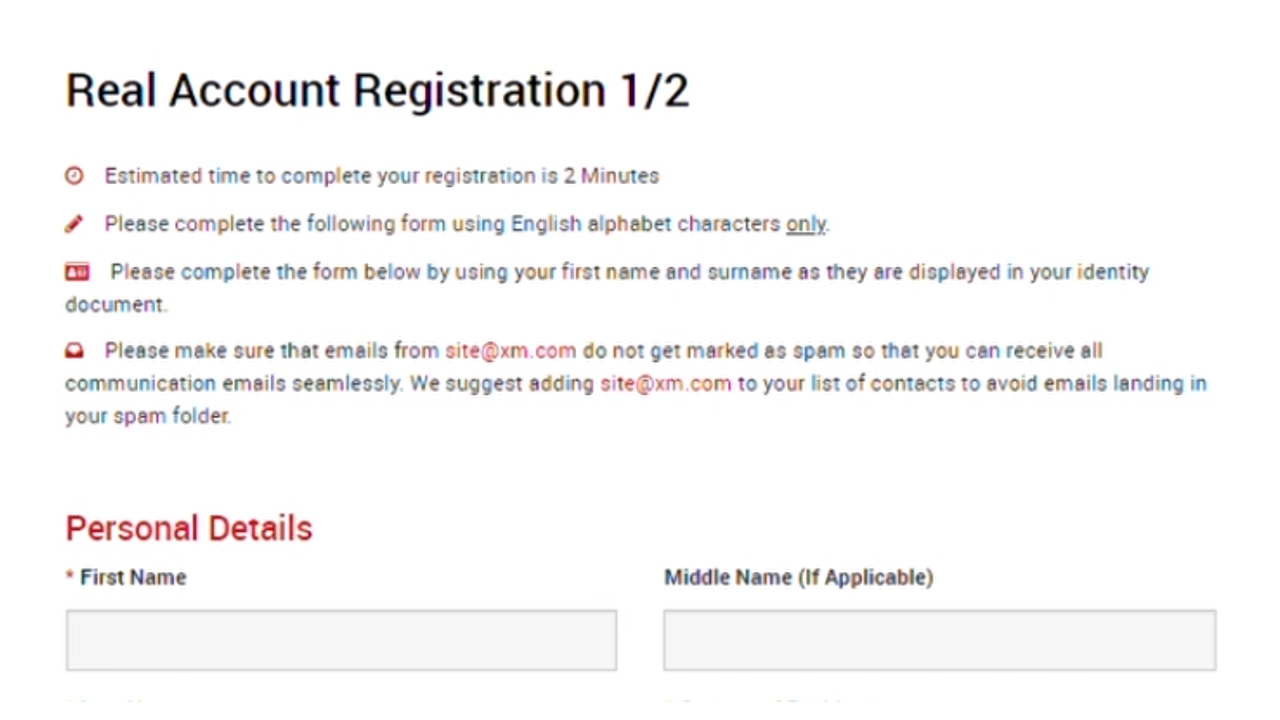 Real Account Registration 1/2
Estimated time to complete your registration is 2 Minutes
Please complete the following form using English alphabet characters only.
Please complete the form below by using your first name and surname as they are displayed in your identity
document.
Please make sure that emails from site@xm.com do not get marked as spam so that you can receive all
communication emails seamlessly. We suggest adding site@xm.com to your list of contacts to avoid emails landing in
your spam folder.
Personal Details
* First Name
Middle Name (If Applicable)